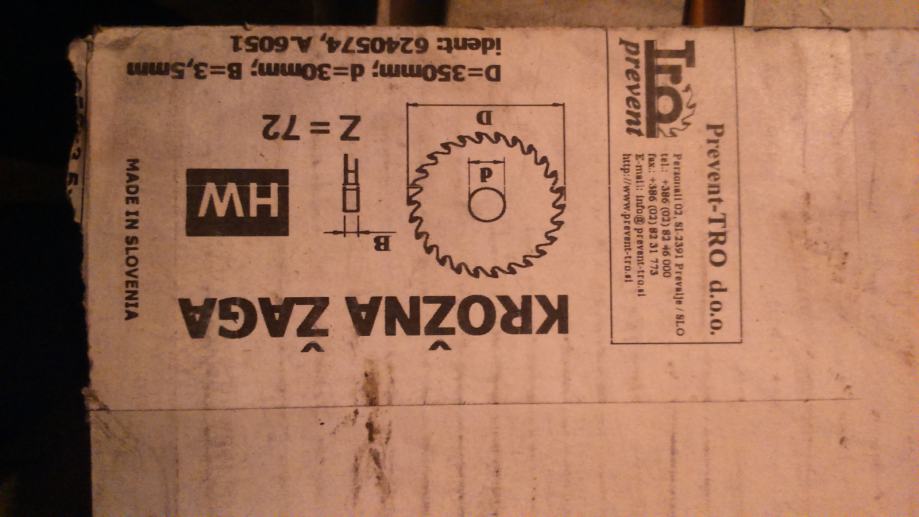 KROŽNA ŽAGA
B
HW
D
d
Z = 72
D=350mm; d=30mm; B=3,5mm
ident: 6240574, A.6051
MADE IN SLOVENIA
Tro
prevent
Prevent-TRO d.o.o.
Perzonali 02, SI-2391 Prevalje / SLO
tel.: +386 (02) 82 46 000
fax.: +386 (02) 82 31 773
E-mail: info@prevent-tro.si
http://www.prevent-tro.si